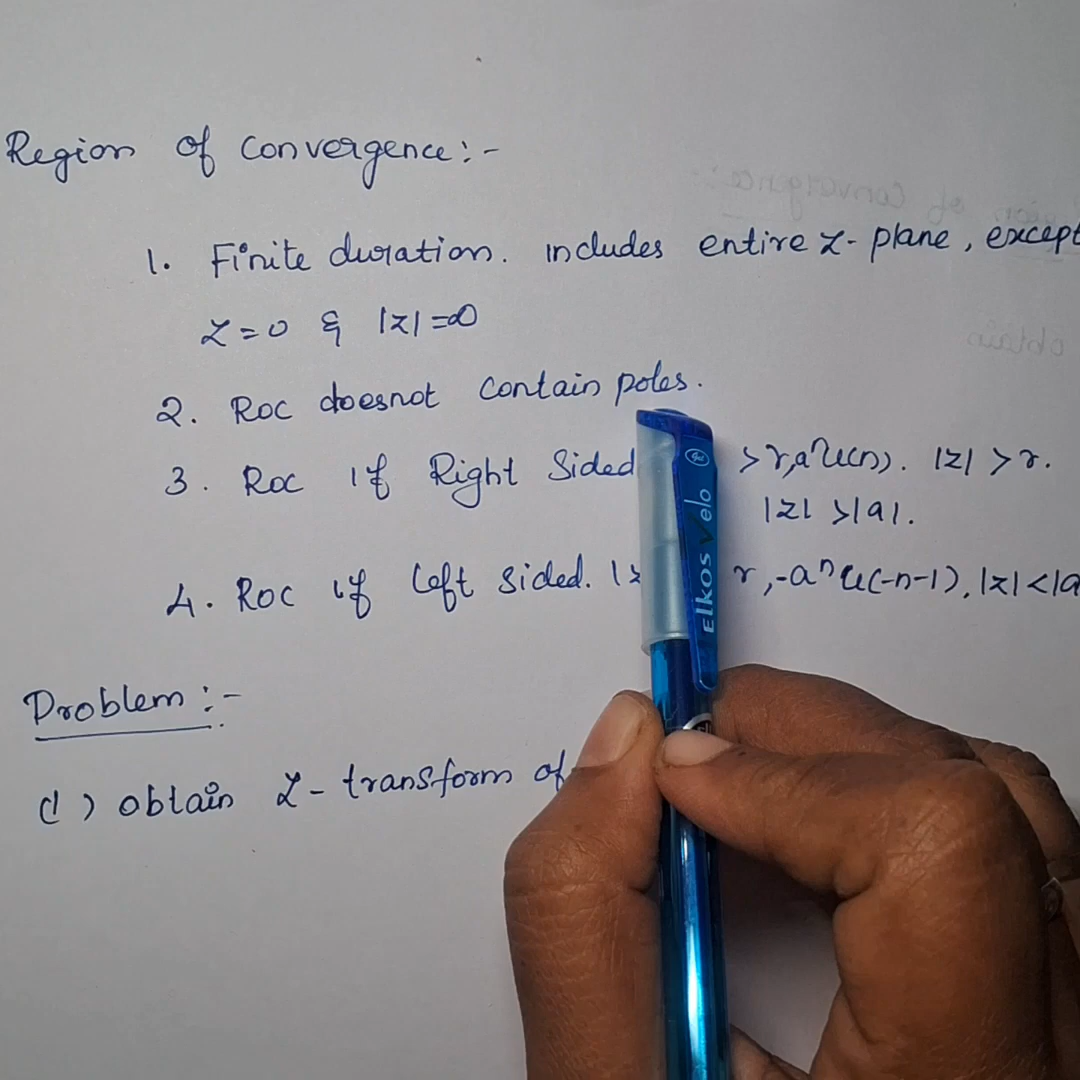 Region of convergence:-
1. Finite duration. includes entire z-plane, except
z=0 & |z|=∞
2. Roc doesnot contain poles.
3. Roc if Right Sided >r, aⁿu(n). |z| >r.
|z| >|a|.
4. Roc if left sided. |z r, -aⁿu(-n-1), |z|<|a
Problem:-
(1) obtain z-transform of
Elkos Velo
Gel